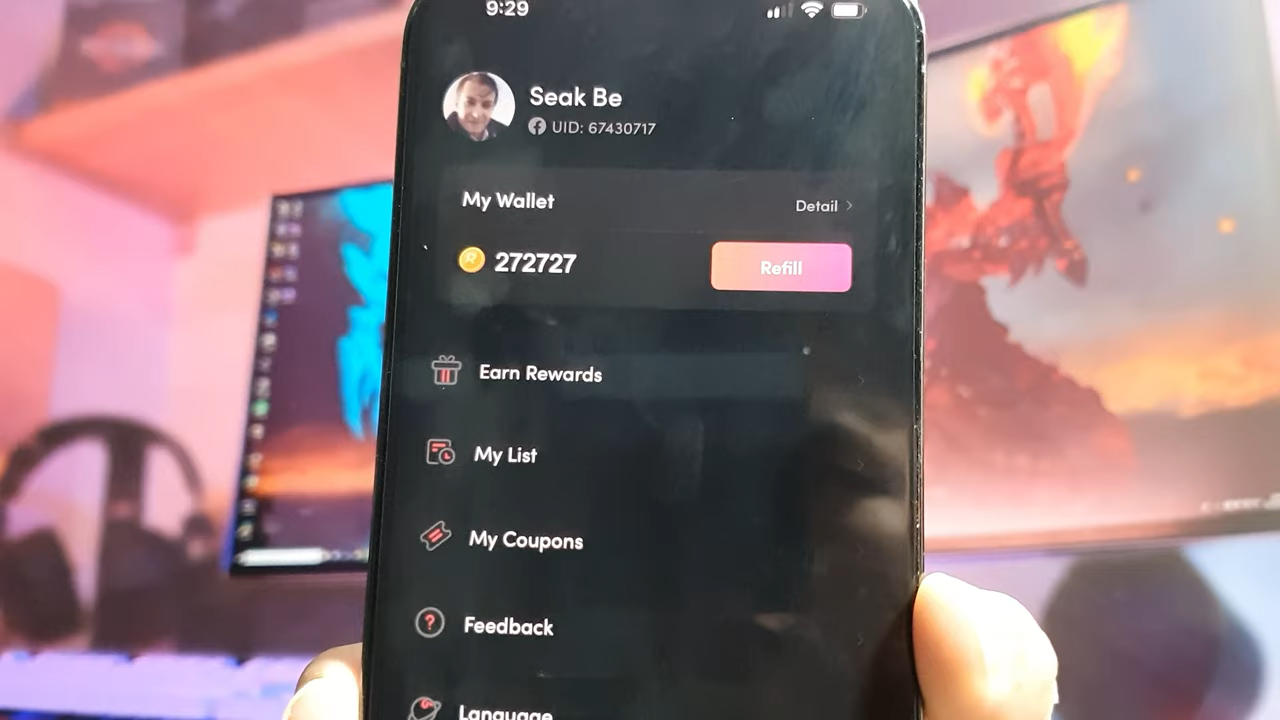 9:29
Seak Be
UID: 67430717
My Wallet
Detail >
272727
Refill
Earn Rewards
My List
My Coupons
Feedback
Language